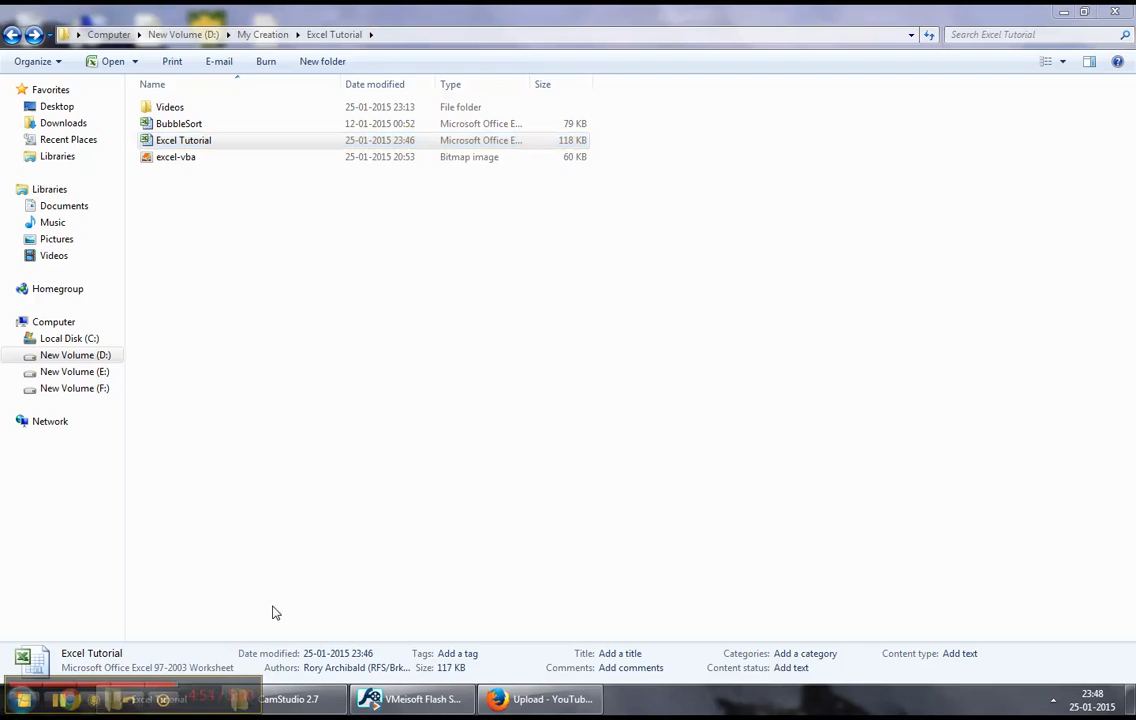 Computer New Volume (D:) My Creation Excel Tutorial Search Excel Tutorial
Organize Open Print E-mail Burn New folder
Name Date modified Type Size
Videos 25-01-2015 23:13 File folder
BubbleSort 12-01-2015 00:52 Microsoft Office E... 79 KB
Excel Tutorial 25-01-2015 23:46 Microsoft Office E... 118 KB
excel-vba 25-01-2015 20:53 Bitmap image 60 KB
Favorites
Desktop
Downloads
Recent Places
Libraries
Libraries
Documents
Music
Pictures
Videos
Homegroup
Computer
Local Disk (C:)
New Volume (D:)
New Volume (E:)
New Volume (F:)
Network
Excel Tutorial Date modified: 25-01-2015 23:46 Tags: Add a tag Title: Add a title Categories: Add a category Content type: Add text
Microsoft Office Excel 97-2003 Worksheet Authors: Rory Archibald (RFS/Brk... Size: 117 KB Comments: Add comments Content status: Add text
Excel Tutorial CamStudio 2.7 VMeisoft Flash S... Upload - YouTub...
23:48
25-01-2015